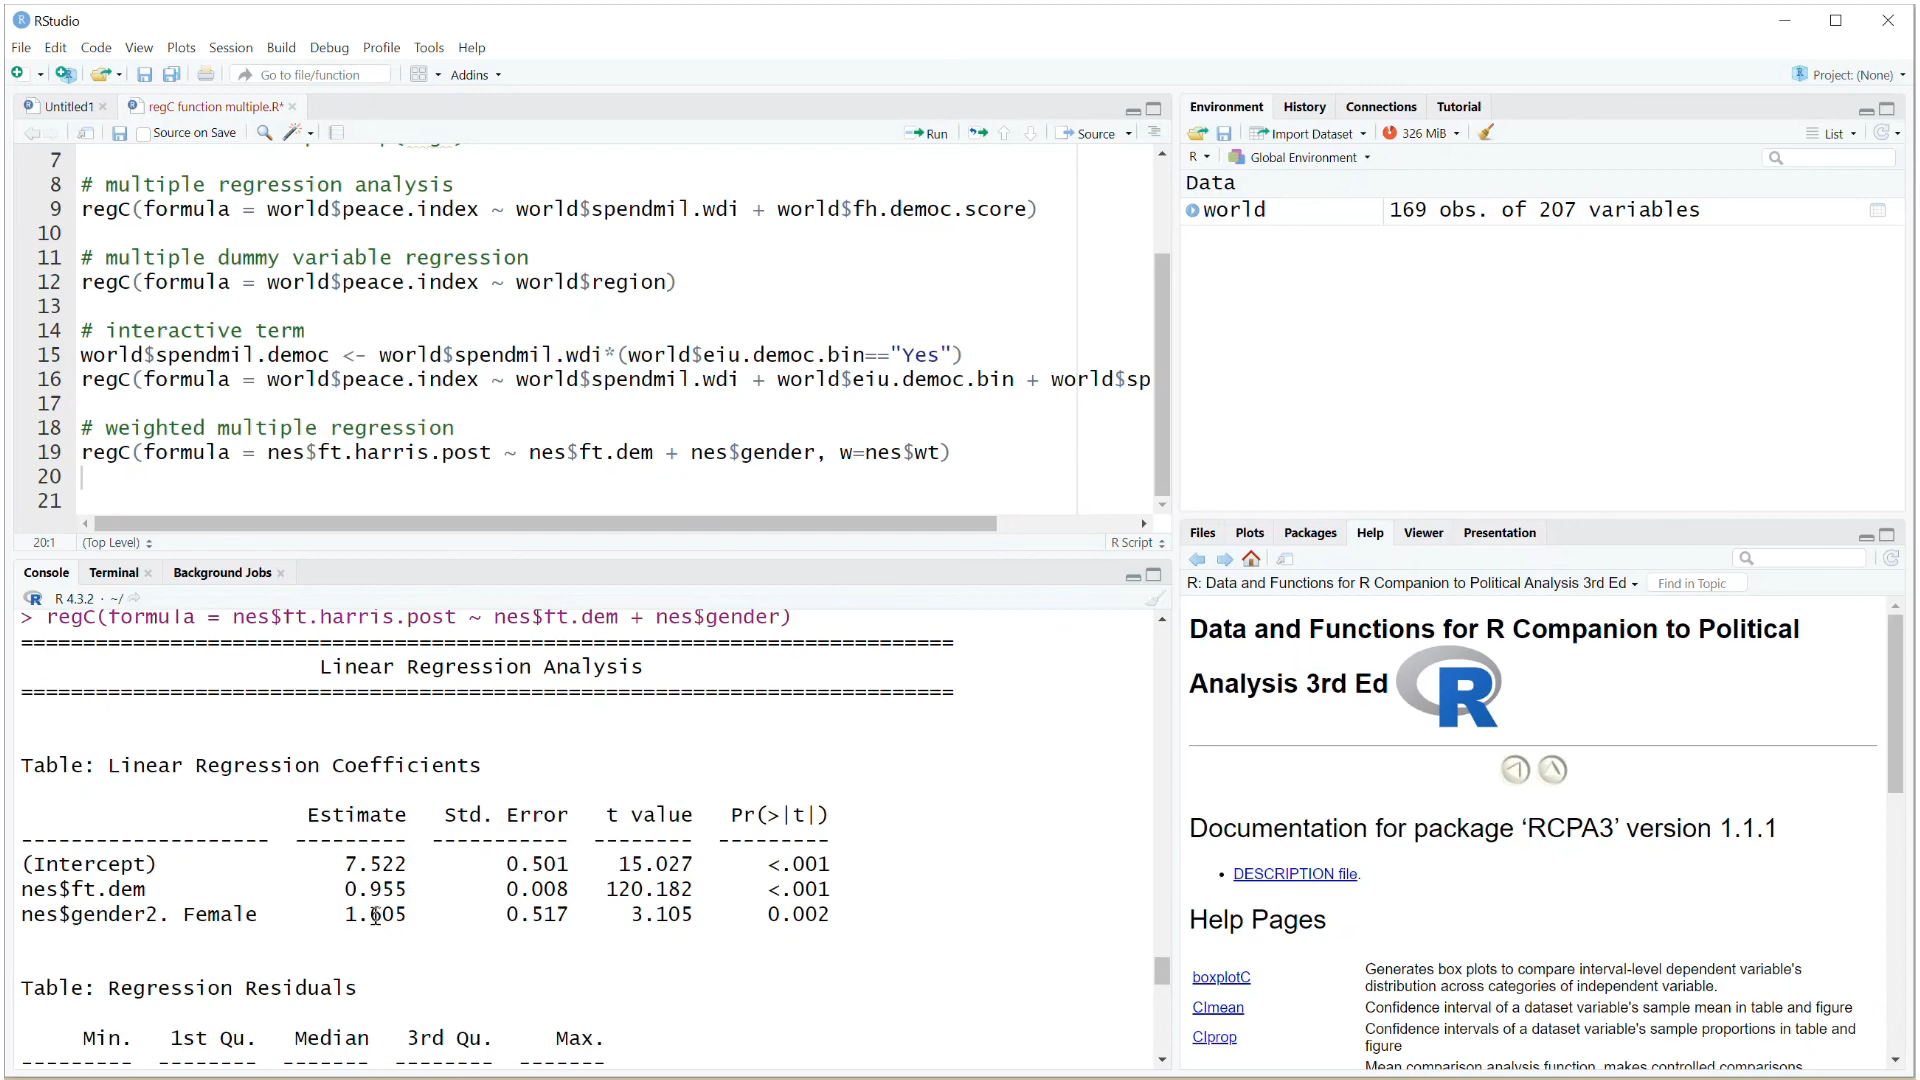 RStudio
File Edit Code View Plots Session Build Debug Profile Tools Help
Go to file/function Addins Project: (None)
Untitled1 regC function multiple.R*
Source on Save Run Source
7
8 # multiple regression analysis
9 regC(formula = world$peace.index ~ world$spendmil.wdi + world$fh.democ.score)
10
11 # multiple dummy variable regression
12 regC(formula = world$peace.index ~ world$region)
13
14 # interactive term
15 world$spendmil.democ <- world$spendmil.wdi*(world$eiu.democ.bin=="Yes")
16 regC(formula = world$peace.index ~ world$spendmil.wdi + world$eiu.democ.bin + world$sp
17
18 # weighted multiple regression
19 regC(formula = nes$ft.harris.post ~ nes$ft.dem + nes$gender, w=nes$wt)
20
21
20:1 (Top Level) R Script
Console Terminal Background Jobs
R 4.3.2 · ~/
> regC(formula = nes$ft.harris.post ~ nes$ft.dem + nes$gender)
===========================================================================
Linear Regression Analysis
===========================================================================
Table: Linear Regression Coefficients
Estimate Std. Error t value Pr(>|t|)
-------------------- --------- ----------- -------- ---------
(Intercept) 7.522 0.501 15.027 <.001
nes$ft.dem 0.955 0.008 120.182 <.001
nes$gender2. Female 1.605 0.517 3.105 0.002
Table: Regression Residuals
Min. 1st Qu. Median 3rd Qu. Max.
--------- -------- ------- ------- ------
Environment History Connections Tutorial
Import Dataset 326 MiB List
R Global Environment
Data
world 169 obs. of 207 variables
Files Plots Packages Help Viewer Presentation
R: Data and Functions for R Companion to Political Analysis 3rd Ed Find in Topic
Data and Functions for R Companion to Political
Analysis 3rd Ed R
Documentation for package ‘RCPA3’ version 1.1.1
• DESCRIPTION file.
Help Pages
boxplotC Generates box plots to compare interval-level dependent variable's
distribution across categories of independent variable.
CImean Confidence interval of a dataset variable's sample mean in table and figure
CIprop Confidence intervals of a dataset variable's sample proportions in table and
figure
Mean comparison analysis function, makes controlled comparisons